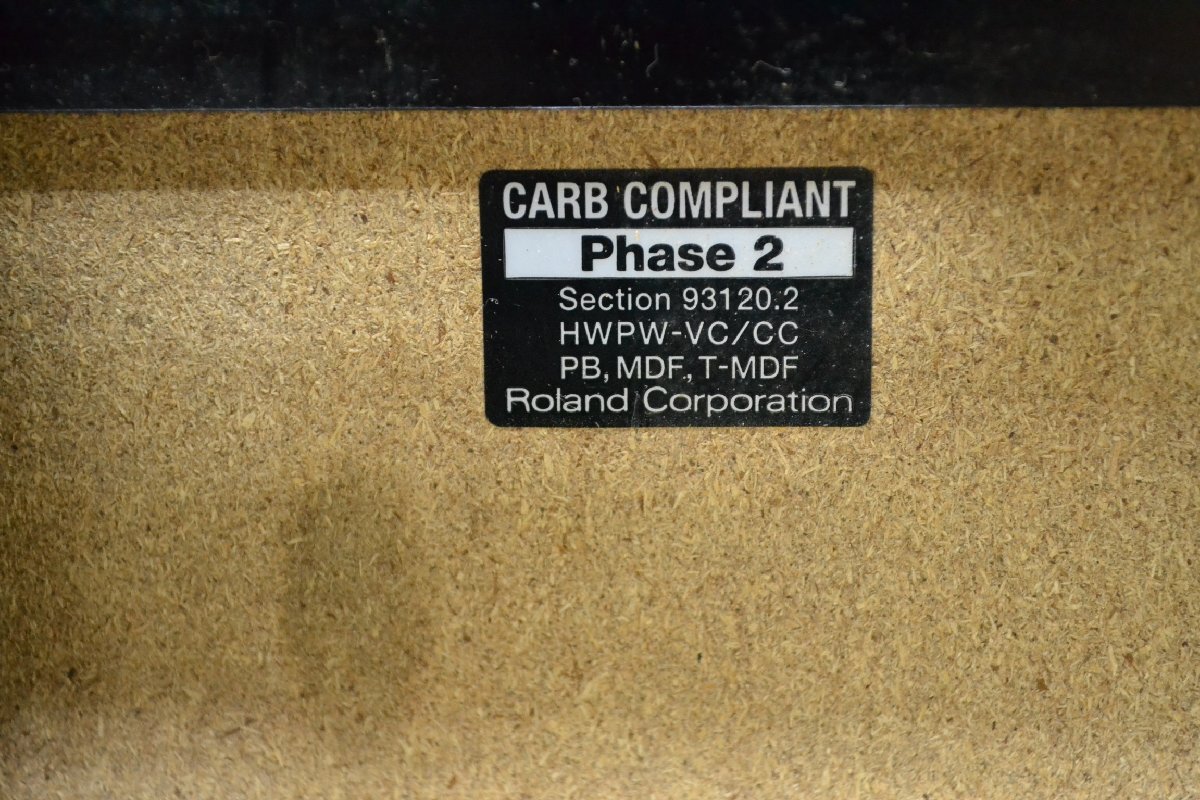 CARB COMPLIANT
Phase 2
Section 93120.2
HWPW-VC/CC
PB, MDF, T-MDF
Roland Corporation